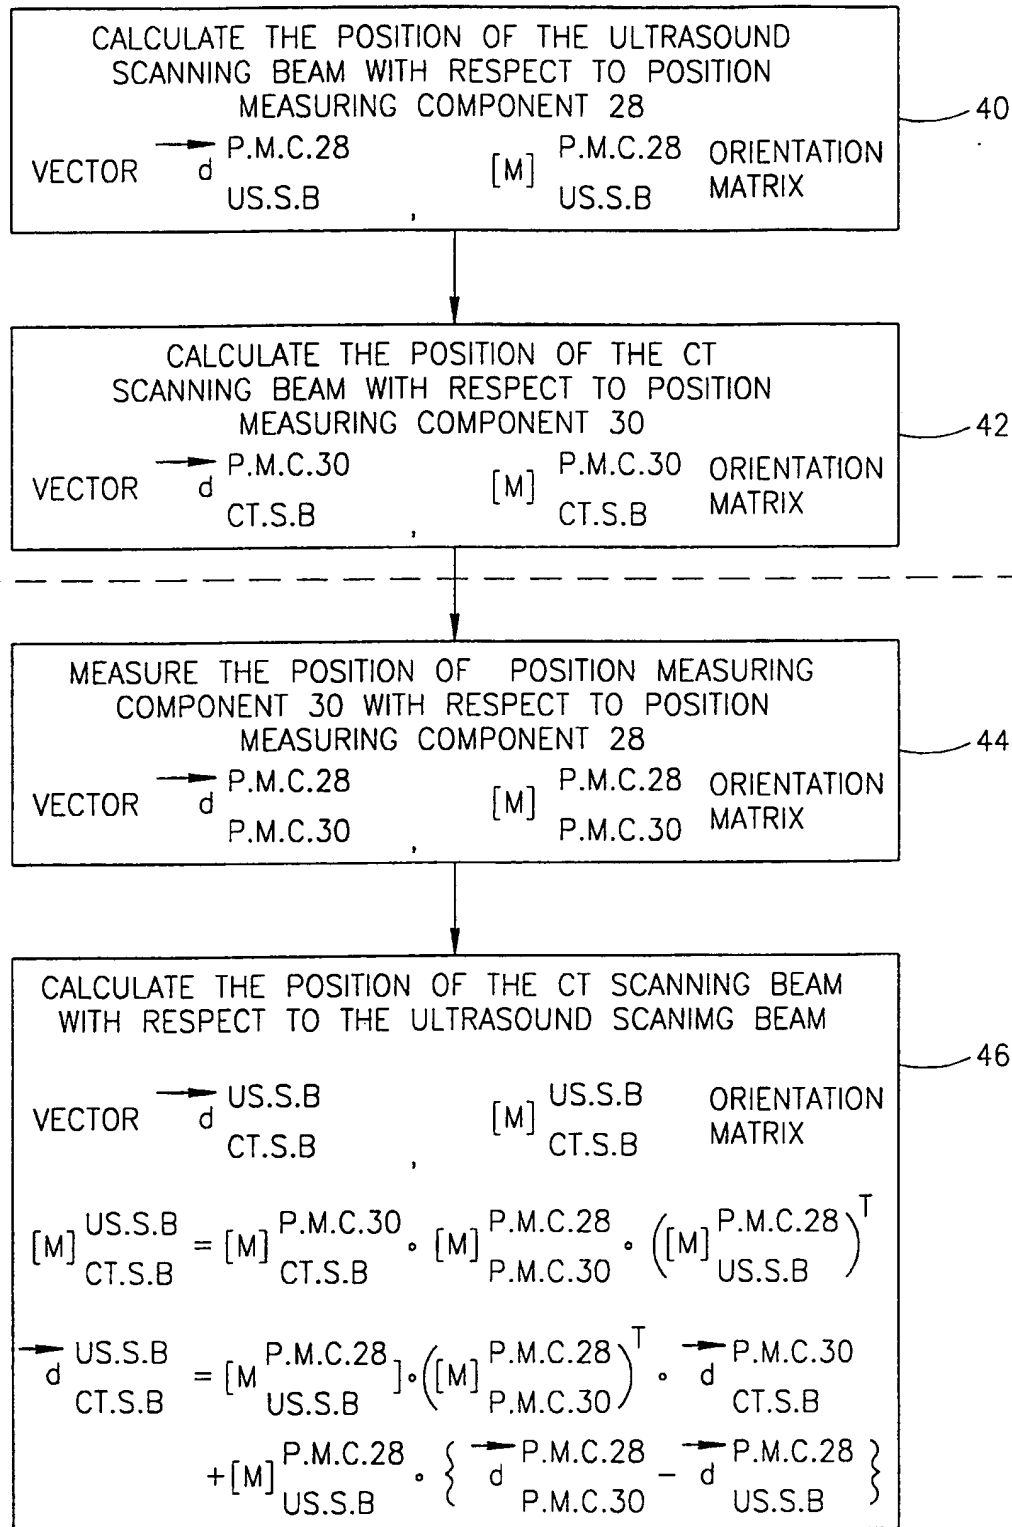 CALCULATE THE POSITION OF THE ULTRASOUND
SCANNING BEAM WITH RESPECT TO POSITION
MEASURING COMPONENT 28
VECTOR d P.M.C.28 US.S.B , [M] P.M.C.28 US.S.B ORIENTATION MATRIX
40
CALCULATE THE POSITION OF THE CT
SCANNING BEAM WITH RESPECT TO POSITION
MEASURING COMPONENT 30
VECTOR d P.M.C.30 CT.S.B , [M] P.M.C.30 CT.S.B ORIENTATION MATRIX
42
MEASURE THE POSITION OF POSITION MEASURING
COMPONENT 30 WITH RESPECT TO POSITION
MEASURING COMPONENT 28
VECTOR d P.M.C.28 P.M.C.30 , [M] P.M.C.28 P.M.C.30 ORIENTATION MATRIX
44
CALCULATE THE POSITION OF THE CT SCANNING BEAM
WITH RESPECT TO THE ULTRASOUND SCANIMG BEAM
46
VECTOR d US.S.B CT.S.B , [M] US.S.B CT.S.B ORIENTATION MATRIX
[M] US.S.B CT.S.B = [M] P.M.C.30 CT.S.B ∘ [M] P.M.C.28 P.M.C.30 ∘ ([M] P.M.C.28 US.S.B) T
d US.S.B CT.S.B = [M P.M.C.28 US.S.B ]∘([M] P.M.C.28 P.M.C.30) T ∘ d P.M.C.30 CT.S.B
+[M] P.M.C.28 US.S.B ∘ { d P.M.C.28 P.M.C.30 − d P.M.C.28 US.S.B }